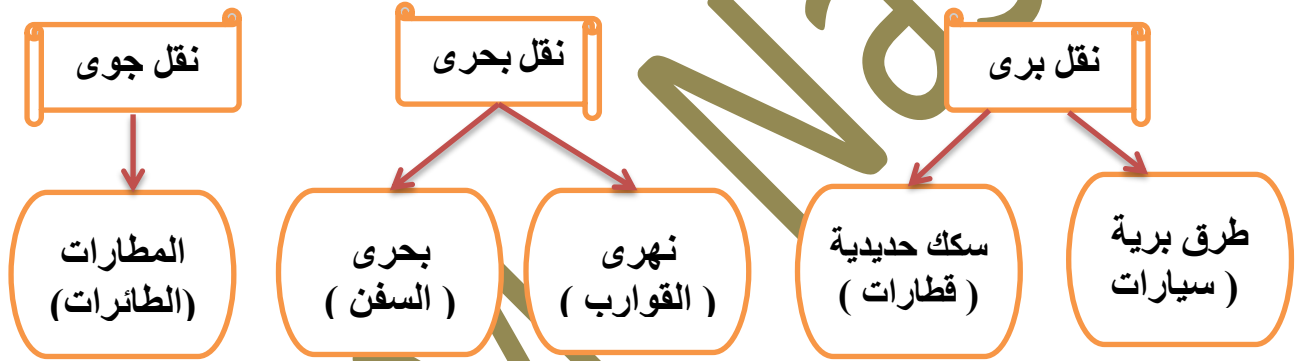 نقل برى
نقل بحرى
نقل جوى
طرق برية
( سيارات )
سكك حديدية
( قطارات )
نهرى
( القوارب )
بحرى
( السفن )
المطارات
(الطائرات)